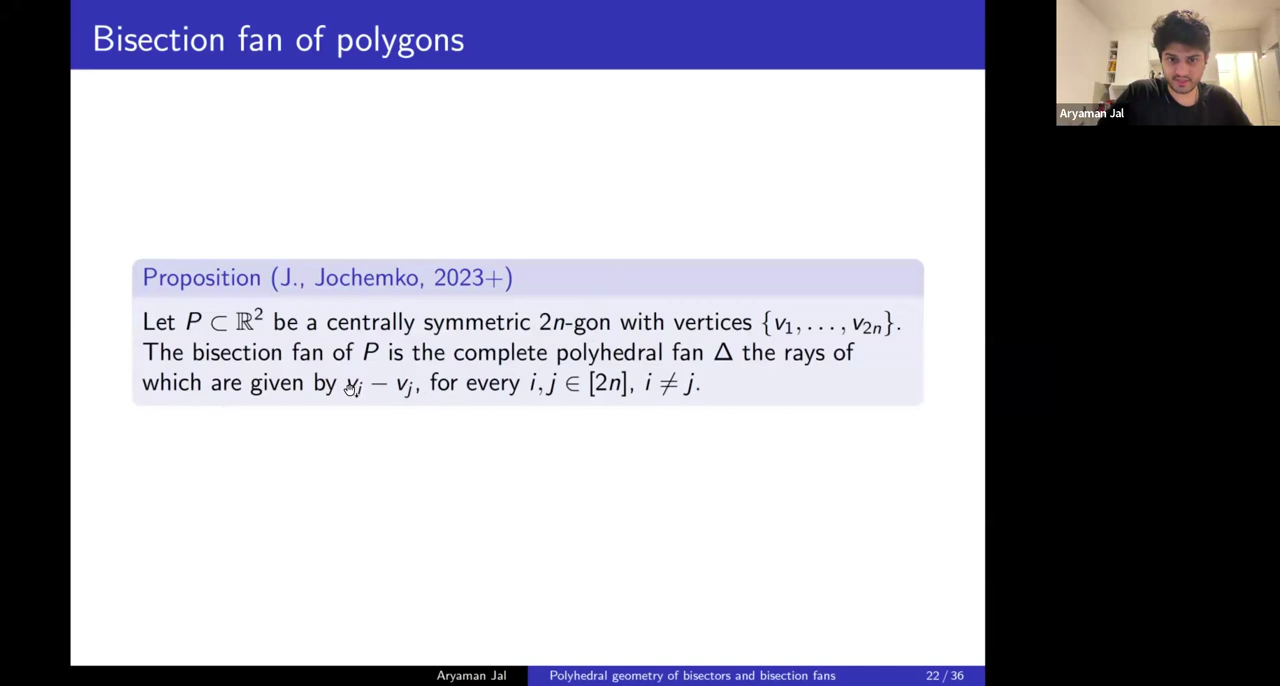 Bisection fan of polygons
Aryaman Jal
Proposition (J., Jochemko, 2023+)
Let P ⊂ ℝ² be a centrally symmetric 2n-gon with vertices {v₁, . . . , v₂ₙ}.
The bisection fan of P is the complete polyhedral fan Δ the rays of
which are given by vᵢ − vⱼ, for every i, j ∈ [2n], i ≠ j.
Aryaman Jal
Polyhedral geometry of bisectors and bisection fans
22 / 36